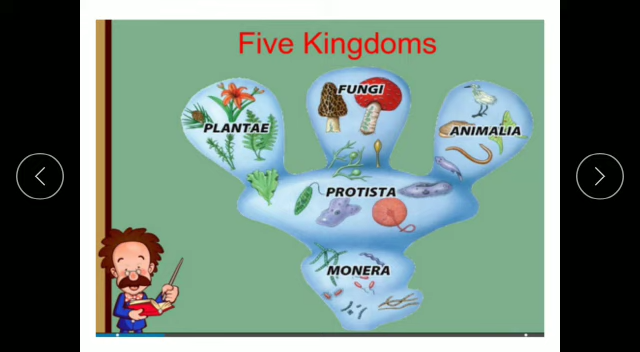 Five Kingdoms
FUNGI
PLANTAE
ANIMALIA
PROTISTA
MONERA